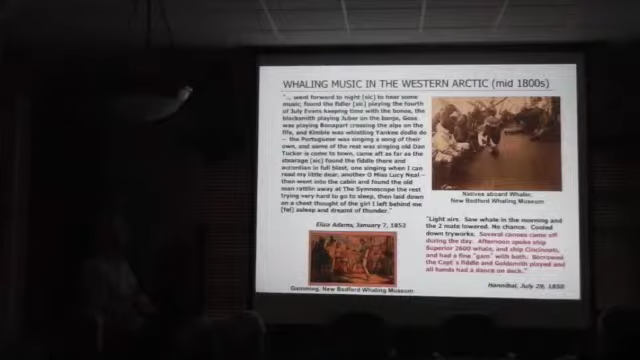 WHALING MUSIC IN THE WESTERN ARCTIC (mid 1800s)
"... went forward to night [sic] to hear some
music, found the fidler [sic] playing the fourth
of July Evans keeping time with the bones, the
blacksmith playing Juber on the banjo, Goss
was playing Bonapart crossing the alps on the
fife, and Kimble was whistling Yankee dodle do
– the Portuguese was singing a song of their
own, and some of the rest was singing old Dan
Tucker is come to town, came aft as far as the
stearage [sic] found the fiddle there and
accordian in full blast, one singing when I can
read my little dear, another O Miss Lucy Neal –
then went into the cabin and found the old
man rattlin away at The Symnoscope the rest
trying very hard to go to sleep, then laid down
on a chest thought of the girl I left behind me
[fel] asleep and dreamd of thunder."
Eliza Adams, January 7, 1852
Gamming, New Bedford Whaling Museum
Natives aboard Whaler,
New Bedford Whaling Museum
"Light airs. Saw whale in the morning and
the 2 mate lowered. No chance. Cooled
down tryworks. Several canoes came off
during the day. Afternoon spoke ship
Superior 2600 whale, and ship Cincinnati,
and had a fine "gam" with both. Borrowed
the Capt's fiddle and Goldsmith played and
all hands had a dance on deck."
Hannibal, July 29, 1850